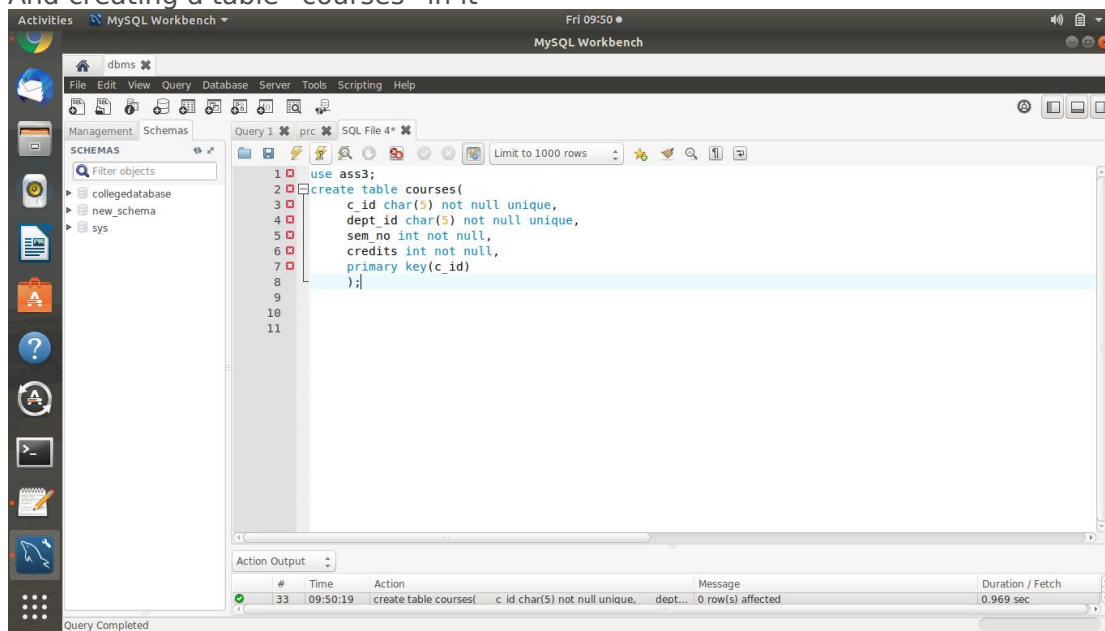 And creating a table "courses" in it
Activities MySQL Workbench Fri 09:50
MySQL Workbench
dbms
File Edit View Query Database Server Tools Scripting Help
Management Schemas Query 1 prc SQL File 4*
SCHEMAS
Limit to 1000 rows
Filter objects
collegedatabase
new_schema
sys
1 use ass3;
2 create table courses(
3 c_id char(5) not null unique,
4 dept_id char(5) not null unique,
5 sem_no int not null,
6 credits int not null,
7 primary key(c_id)
8 );
9
10
11
Action Output
# Time Action Message Duration / Fetch
33 09:50:19 create table courses( c_id char(5) not null unique, dept... 0 row(s) affected 0.969 sec
Query Completed